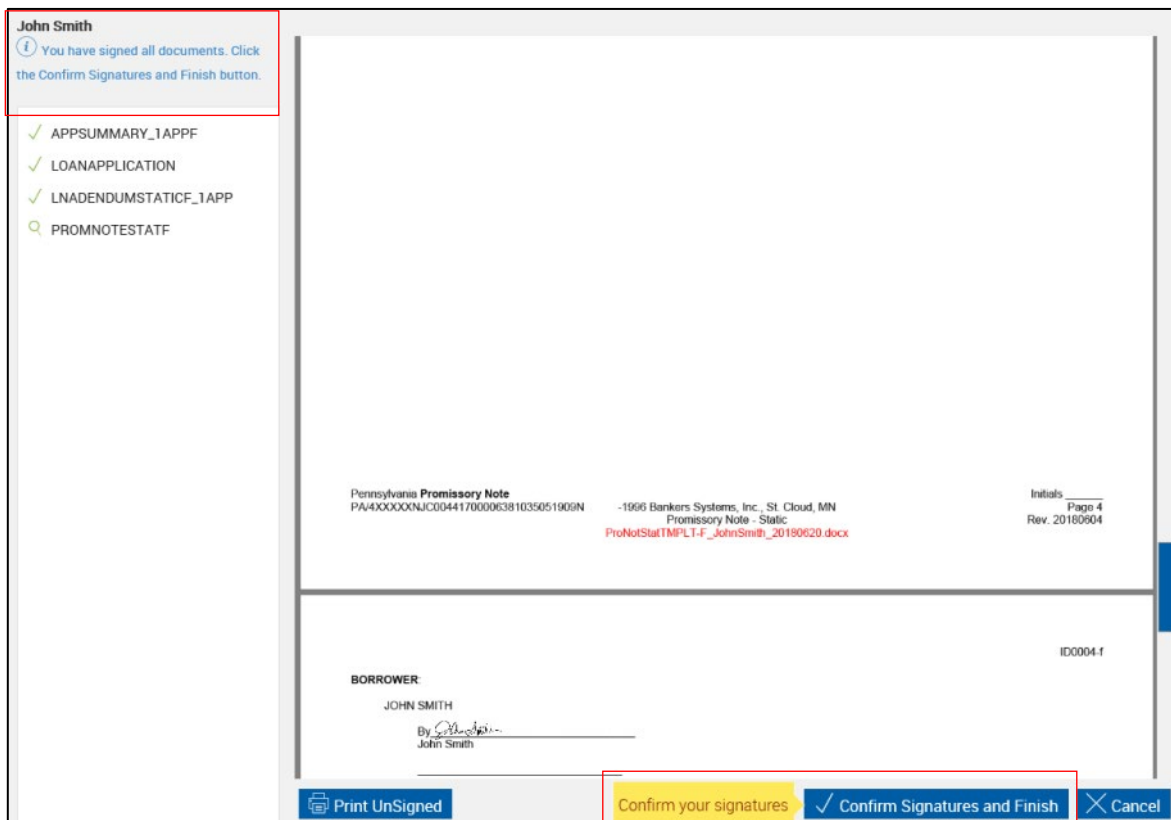 John Smith
You have signed all documents. Click
the Confirm Signatures and Finish button.
APPSUMMARY_1APPF
LOANAPPLICATION
LNADENDUMSTATICF_1APP
PROMNOTESTATF
Pennsylvania Promissory Note
PA/4XXXXXNJC00441700006381035051909N
-1996 Bankers Systems, Inc., St. Cloud, MN
Promissory Note - Static
ProNotStatTMPLT-F_JohnSmith_20180620.docx
Initials ______
Page 4
Rev. 20180604
ID0004-f
BORROWER:
JOHN SMITH
By
John Smith
Print UnSigned
Confirm your signatures
Confirm Signatures and Finish
Cancel